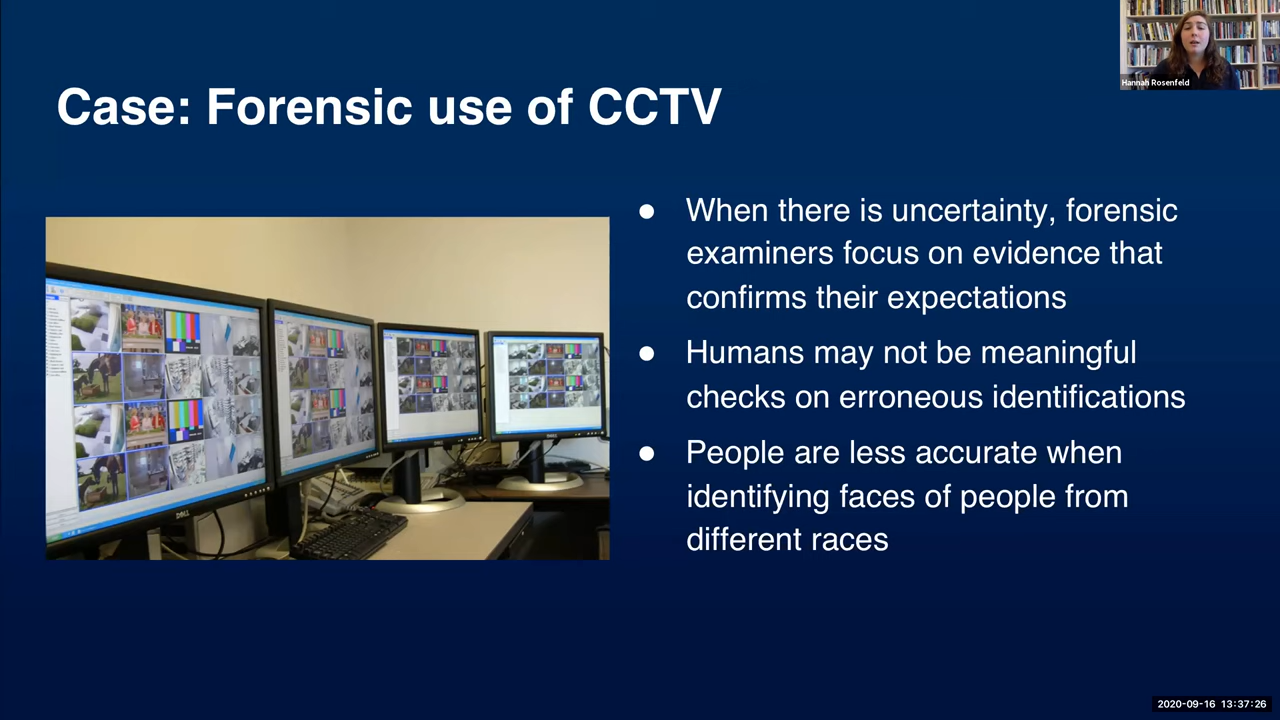 Hannah Rosenfeld
Case: Forensic use of CCTV
● When there is uncertainty, forensic
examiners focus on evidence that
confirms their expectations
● Humans may not be meaningful
checks on erroneous identifications
● People are less accurate when
identifying faces of people from
different races
DELL
2020-09-16 13:37:26